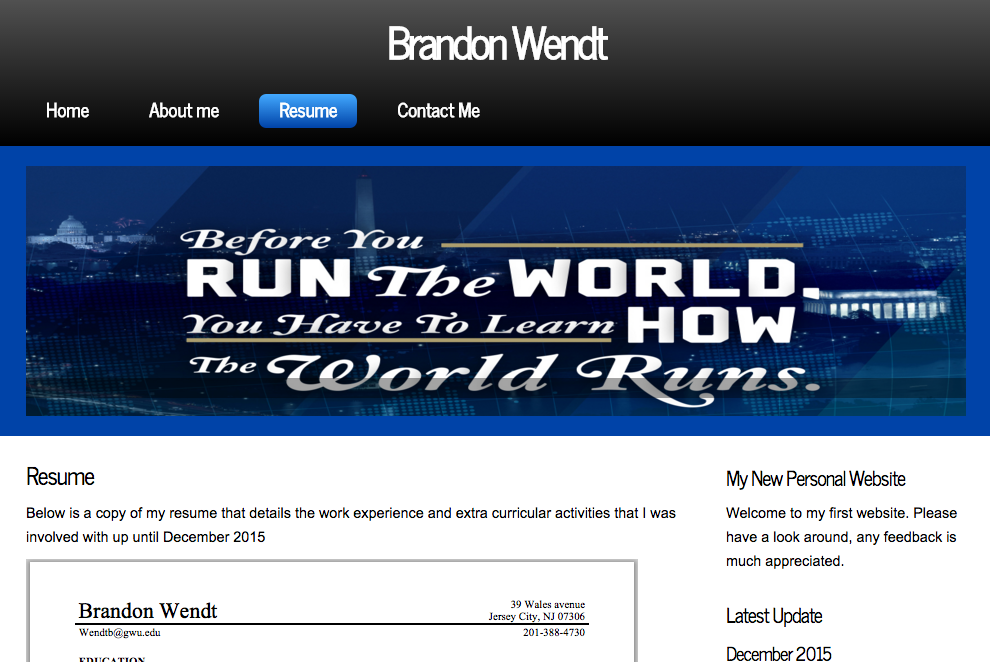 Brandon Wendt
Home About me Resume Contact Me
Before You
RUN The WORLD,
You Have To Learn HOW
The World Runs.
Resume
Below is a copy of my resume that details the work experience and extra curricular activities that I was
involved with up until December 2015
Brandon Wendt
39 Wales avenue
Jersey City, NJ 07306
Wendtb@gwu.edu
201-388-4730
EDUCATION
My New Personal Website
Welcome to my first website. Please
have a look around, any feedback is
much appreciated.
Latest Update
December 2015